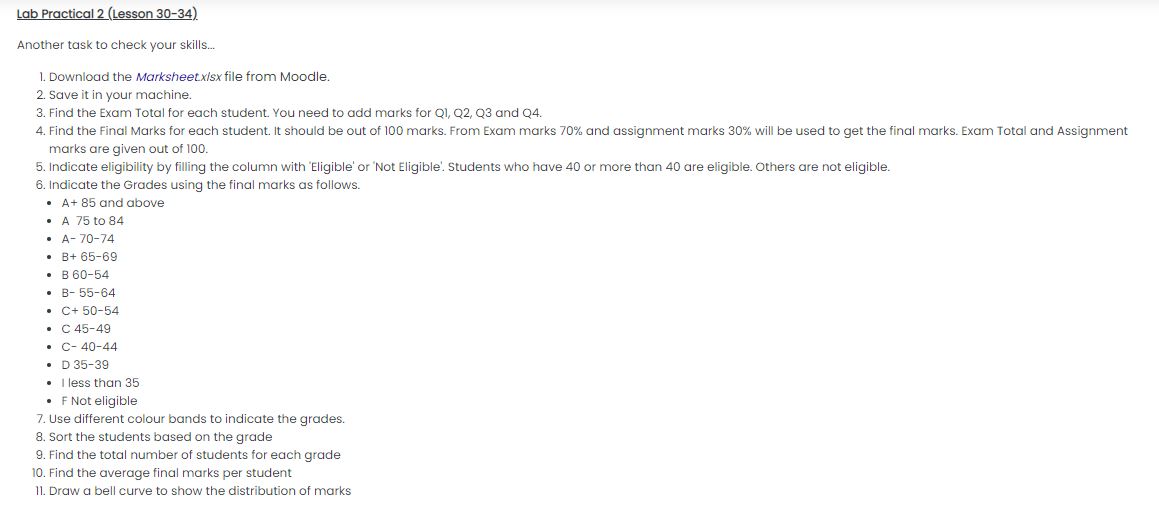 Lab Practical 2 (Lesson 30-34)
Another task to check your skills...
1. Download the Marksheet.xlsx file from Moodle.
2. Save it in your machine.
3. Find the Exam Total for each student. You need to add marks for Q1, Q2, Q3 and Q4.
4. Find the Final Marks for each student. It should be out of 100 marks. From Exam marks 70% and assignment marks 30% will be used to get the final marks. Exam Total and Assignment
marks are given out of 100.
5. Indicate eligibility by filling the column with 'Eligible' or 'Not Eligible'. Students who have 40 or more than 40 are eligible. Others are not eligible.
6. Indicate the Grades using the final marks as follows.
• A+ 85 and above
• A 75 to 84
• A- 70-74
• B+ 65-69
• B 60-54
• B- 55-64
• C+ 50-54
• C 45-49
• C- 40-44
• D 35-39
• I less than 35
• F Not eligible
7. Use different colour bands to indicate the grades.
8. Sort the students based on the grade
9. Find the total number of students for each grade
10. Find the average final marks per student
11. Draw a bell curve to show the distribution of marks